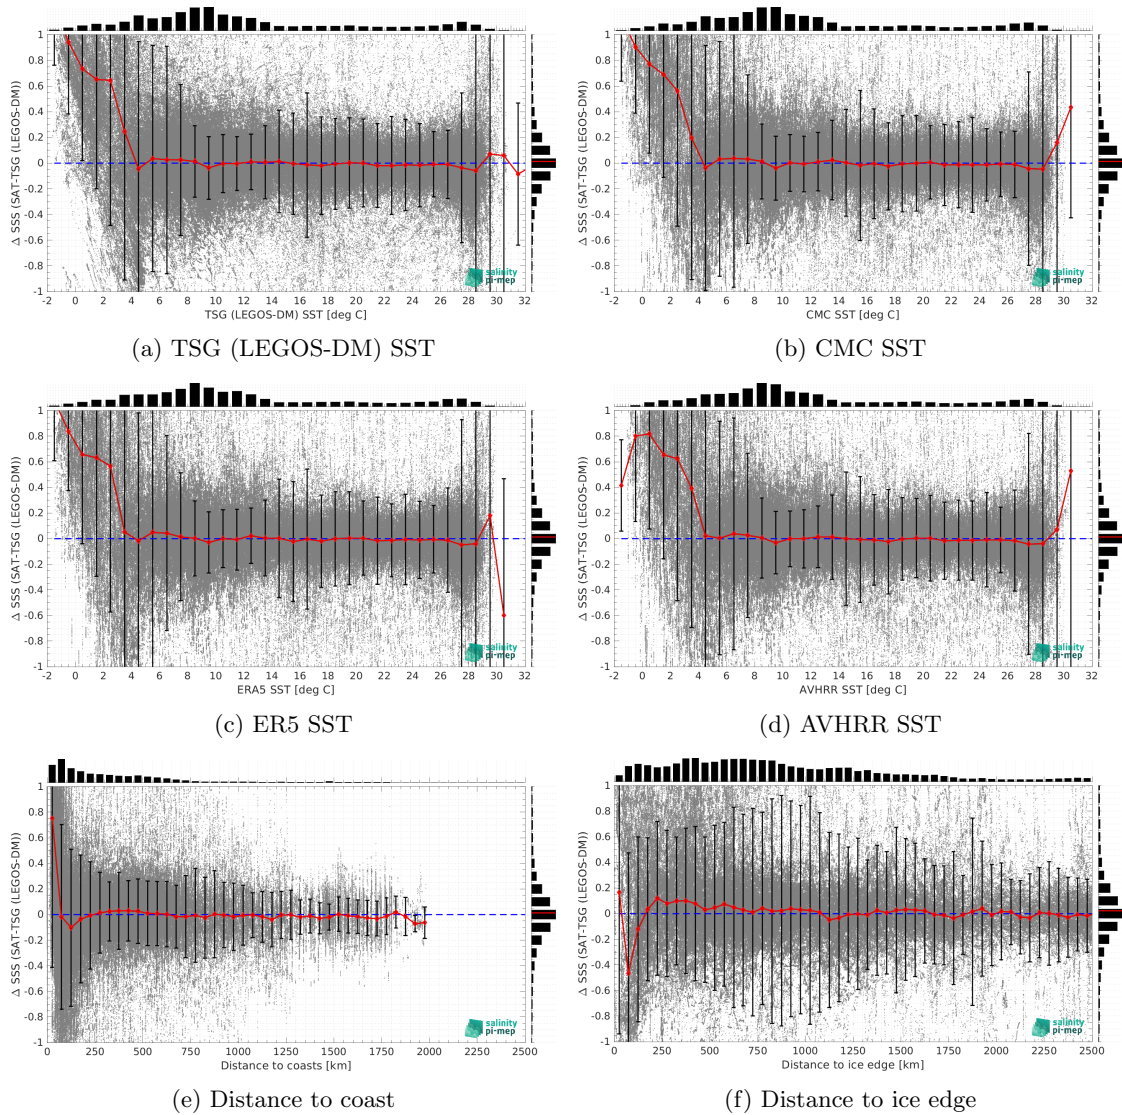 1
0.8
0.6
0.4
0.2
0
-0.2
-0.4
-0.6
-0.8
-1
Δ SSS (SAT-TSG (LEGOS-DM))
-2 0 2 4 6 8 10 12 14 16 18 20 22 24 26 28 30 32
TSG (LEGOS-DM) SST [deg C]
salinity
pi-mep
(a) TSG (LEGOS-DM) SST
1
0.8
0.6
0.4
0.2
0
-0.2
-0.4
-0.6
-0.8
-1
Δ SSS (SAT-TSG (LEGOS-DM))
-2 0 2 4 6 8 10 12 14 16 18 20 22 24 26 28 30 32
CMC SST [deg C]
salinity
pi-mep
(b) CMC SST
1
0.8
0.6
0.4
0.2
0
-0.2
-0.4
-0.6
-0.8
-1
Δ SSS (SAT-TSG (LEGOS-DM))
-2 0 2 4 6 8 10 12 14 16 18 20 22 24 26 28 30 32
ERA5 SST [deg C]
salinity
pi-mep
(c) ER5 SST
1
0.8
0.6
0.4
0.2
0
-0.2
-0.4
-0.6
-0.8
-1
Δ SSS (SAT-TSG (LEGOS-DM))
-2 0 2 4 6 8 10 12 14 16 18 20 22 24 26 28 30 32
AVHRR SST [deg C]
salinity
pi-mep
(d) AVHRR SST
1
0.8
0.6
0.4
0.2
0
-0.2
-0.4
-0.6
-0.8
-1
Δ SSS (SAT-TSG (LEGOS-DM))
0 250 500 750 1000 1250 1500 1750 2000 2250 2500
Distance to coasts [km]
salinity
pi-mep
(e) Distance to coast
1
0.8
0.6
0.4
0.2
0
-0.2
-0.4
-0.6
-0.8
-1
Δ SSS (SAT-TSG (LEGOS-DM))
0 250 500 750 1000 1250 1500 1750 2000 2250 2500
Distance to ice edge [km]
salinity
pi-mep
(f) Distance to ice edge